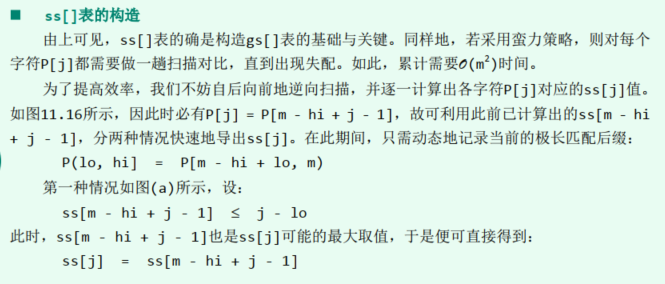 ■ ss[]表的构造
由上可见，ss[]表的确是构造gs[]表的基础与关键。同样地，若采用蛮力策略，则对每个
字符P[j]都需要做一趟扫描对比，直到出现失配。如此，累计需要O(m²)时间。
为了提高效率，我们不妨自后向前地逆向扫描，并逐一计算出各字符P[j]对应的ss[j]值。
如图11.16所示，因此时必有P[j] = P[m - hi + j - 1]，故可利用此前已计算出的ss[m - hi
+ j - 1]，分两种情况快速地导出ss[j]。在此期间，只需动态地记录当前的极长匹配后缀：
P(lo, hi] = P[m - hi + lo, m)
第一种情况如图(a)所示，设：
ss[m - hi + j - 1] ≤ j - lo
此时，ss[m - hi + j - 1]也是ss[j]可能的最大取值，于是便可直接得到：
ss[j] = ss[m - hi + j - 1]